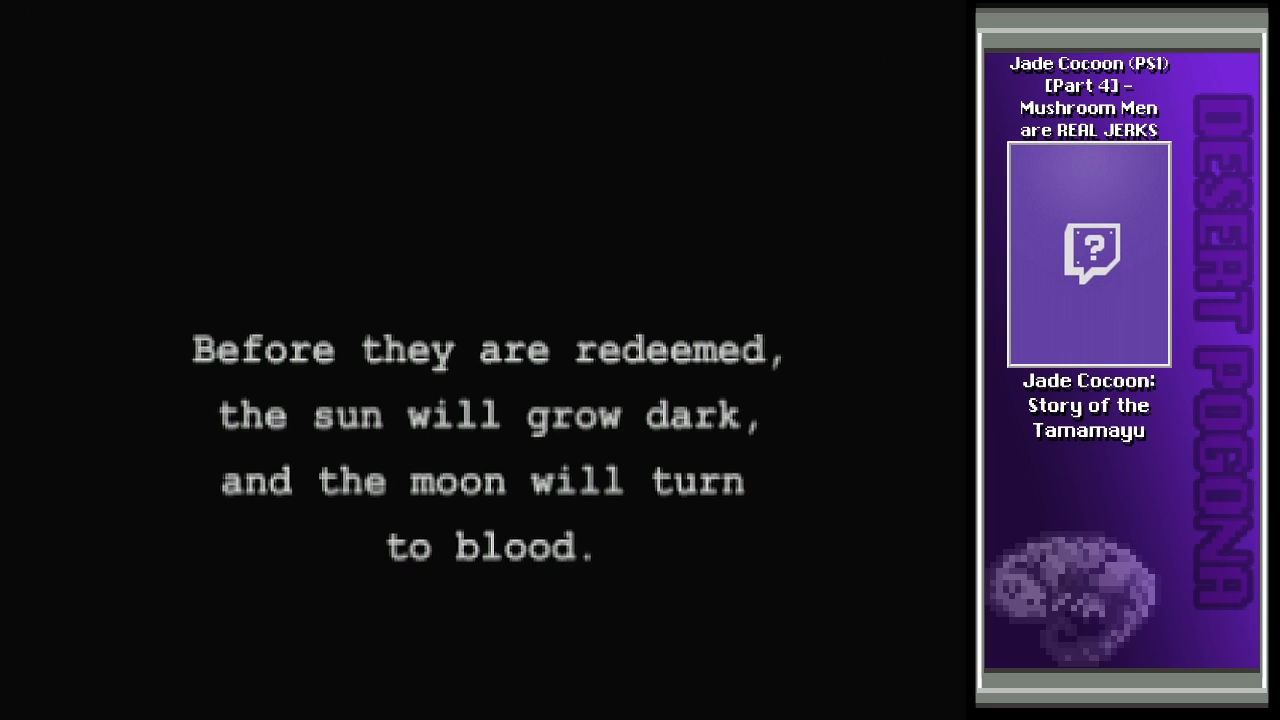 Before they are redeemed,
the sun will grow dark,
and the moon will turn
to blood.
Jade Cocoon (PS1)
[Part 4] -
Mushroom Men
are REAL JERKS
?
Jade Cocoon:
Story of the
Tamamayu
DESERT POGONA